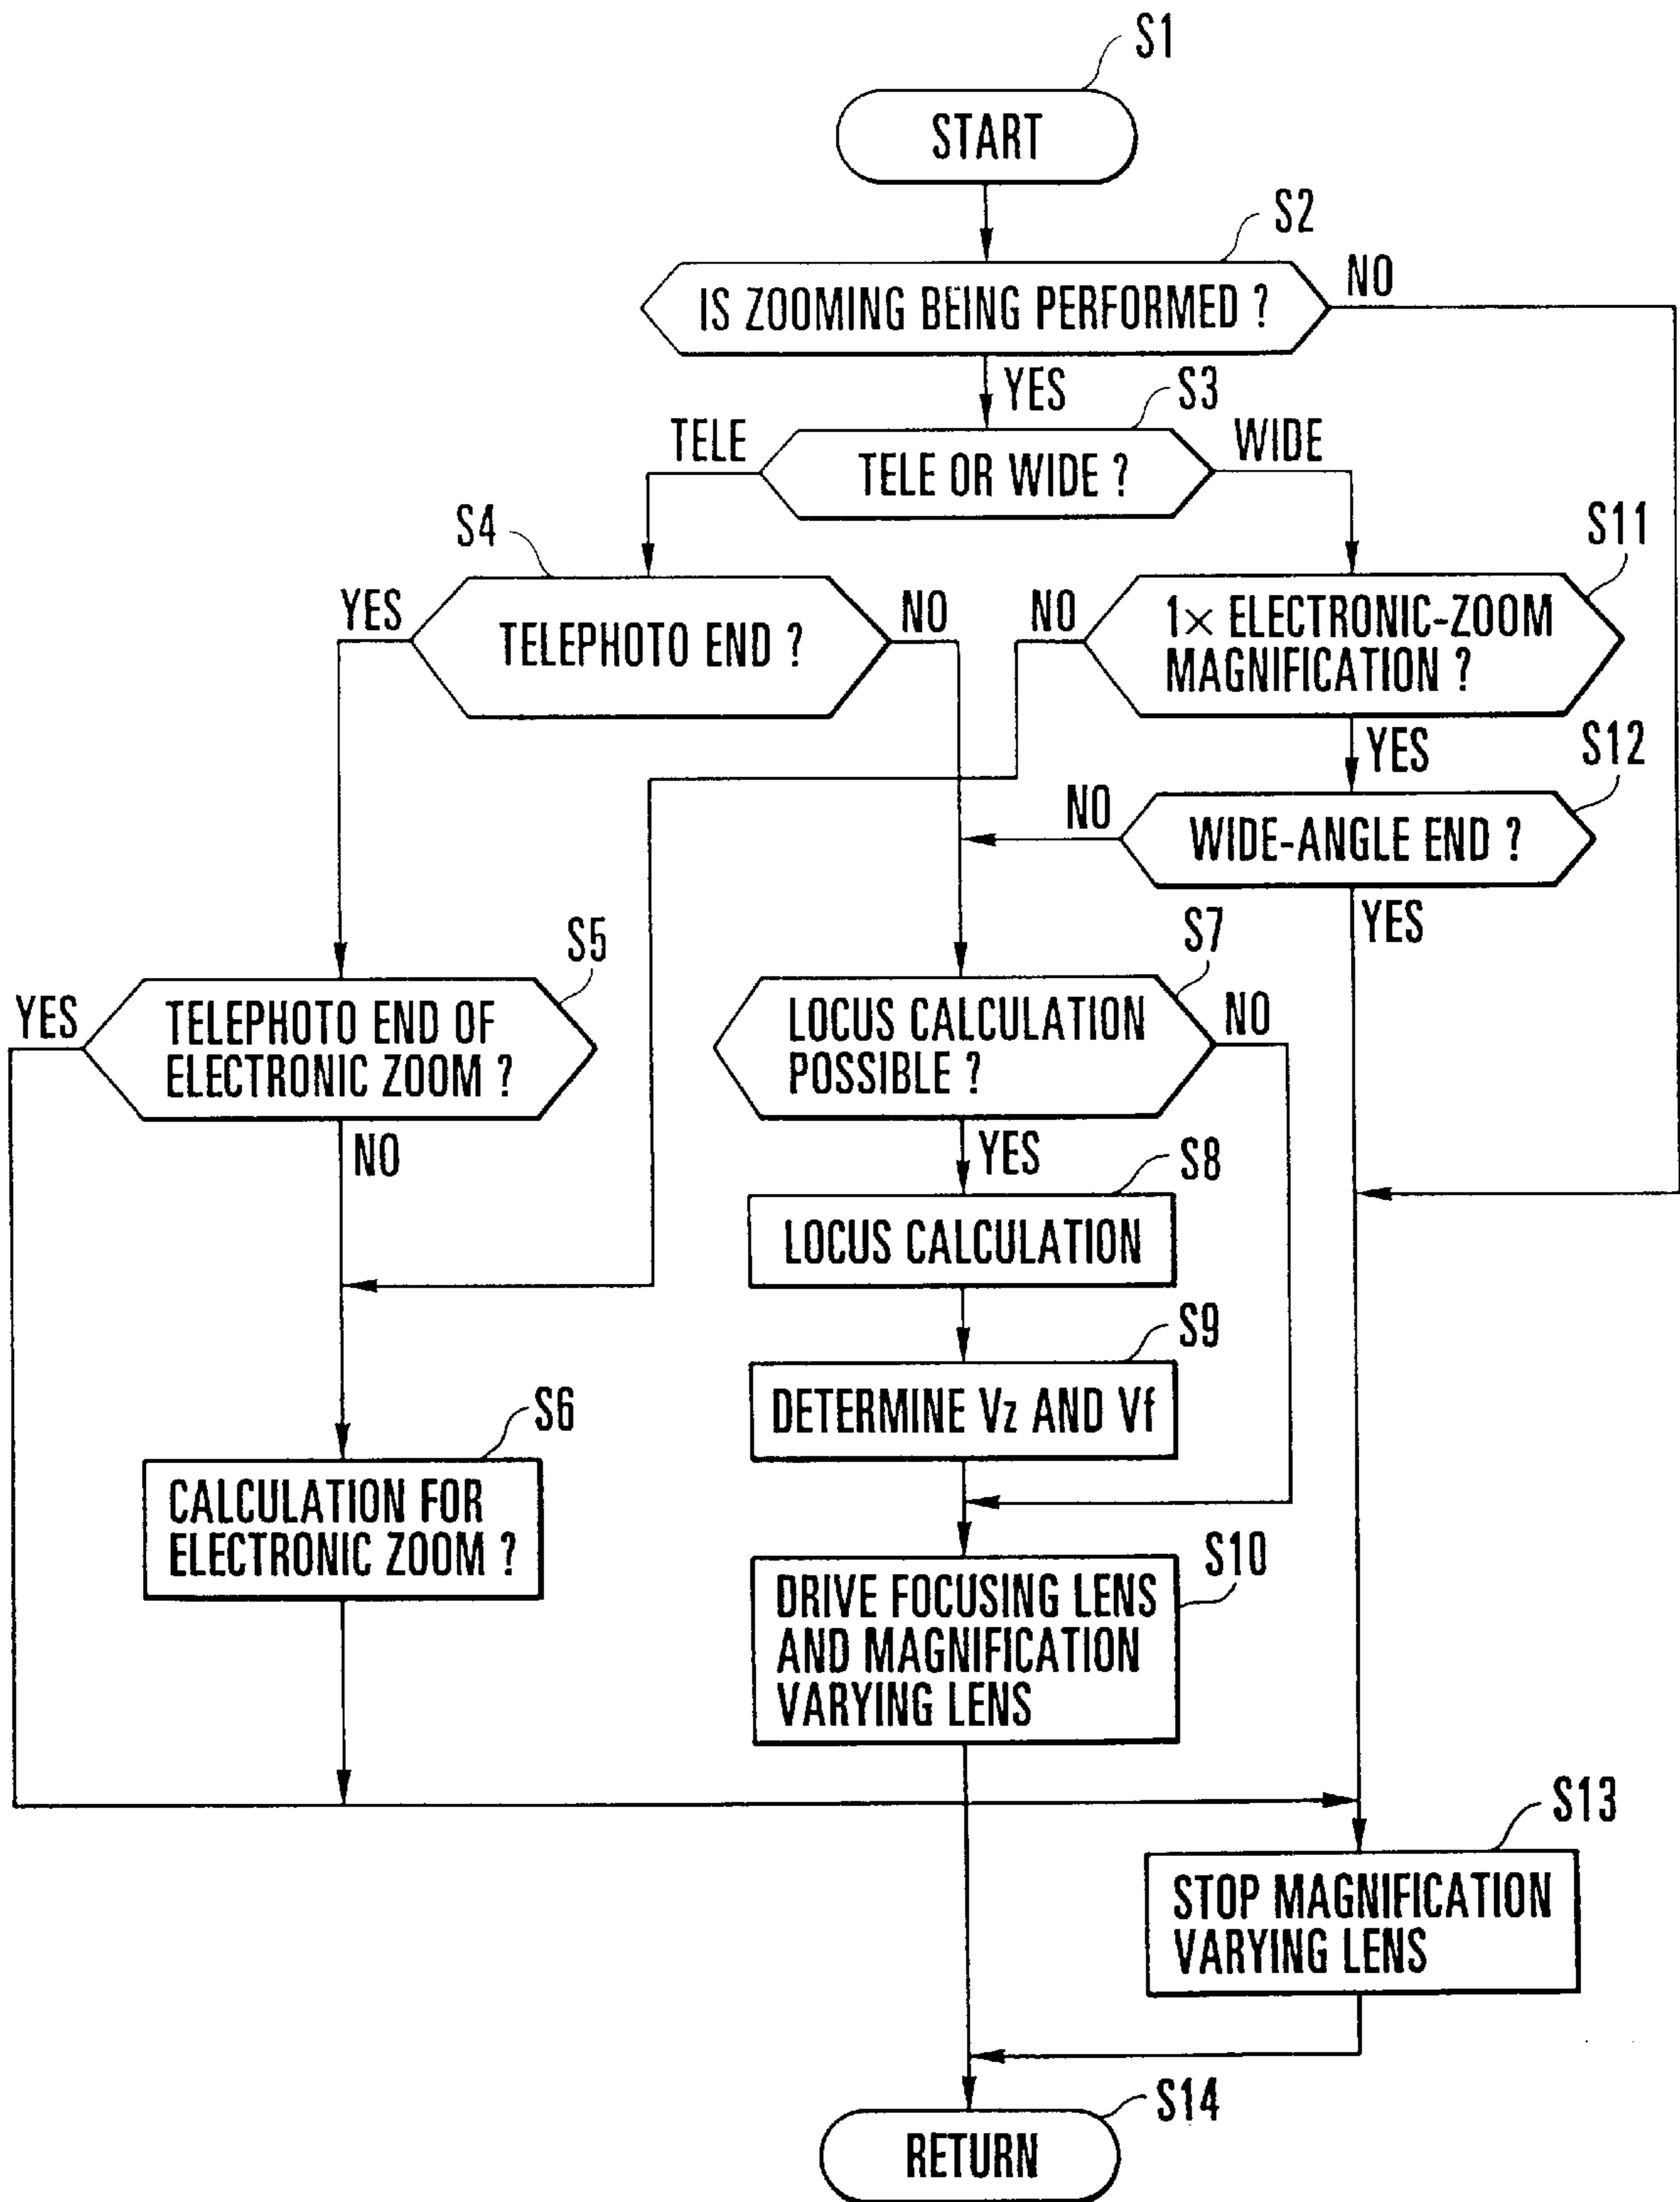 S1
START
S2
IS ZOOMING BEING PERFORMED ?
NO
YES
S3
TELE
TELE OR WIDE ?
WIDE
S4
YES
TELEPHOTO END ?
NO
S11
NO
1× ELECTRONIC-ZOOM
MAGNIFICATION ?
YES
S12
NO
WIDE-ANGLE END ?
YES
S5
YES
TELEPHOTO END OF
ELECTRONIC ZOOM ?
NO
S7
LOCUS CALCULATION
POSSIBLE ?
NO
YES
S8
LOCUS CALCULATION
S9
DETERMINE Vz AND Vf
S6
CALCULATION FOR
ELECTRONIC ZOOM ?
S10
DRIVE FOCUSING LENS
AND MAGNIFICATION
VARYING LENS
S13
STOP MAGNIFICATION
VARYING LENS
S14
RETURN